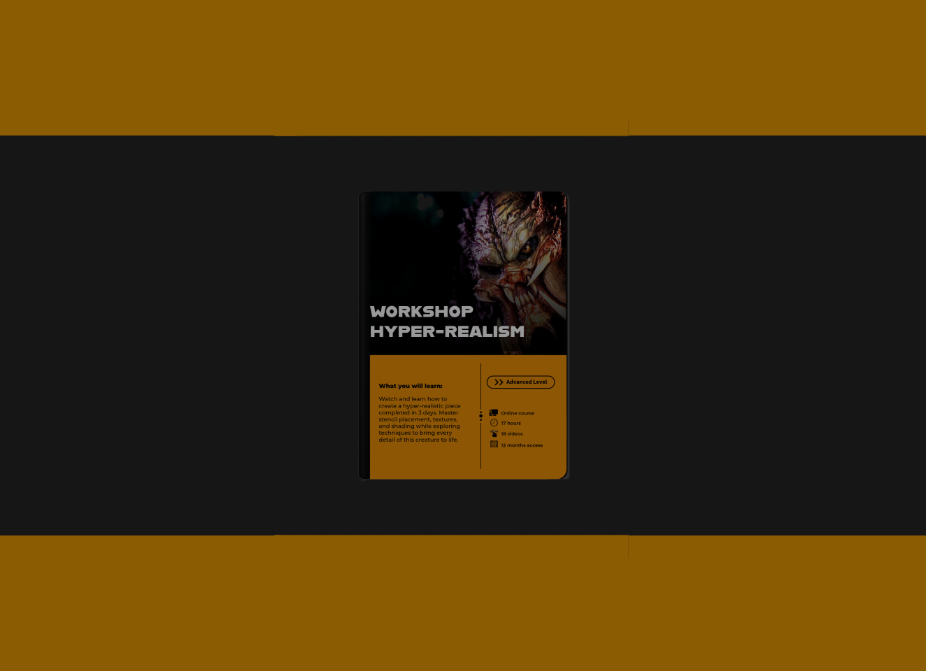 WORKSHOP
HYPER-REALISM
What you will learn:
Watch and learn how to
create a hyper-realistic piece
completed in 3 days. Master
stencil placement, textures,
and shading while exploring
techniques to bring every
detail of this creature to life.
Advanced Level
Online course
17 hours
videos
12 months access